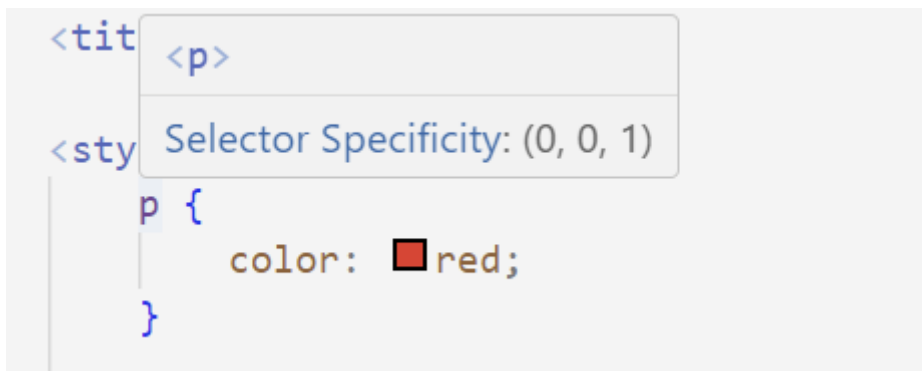 <tit
<p>
<sty
Selector Specificity: (0, 0, 1)
p {
color: red;
}